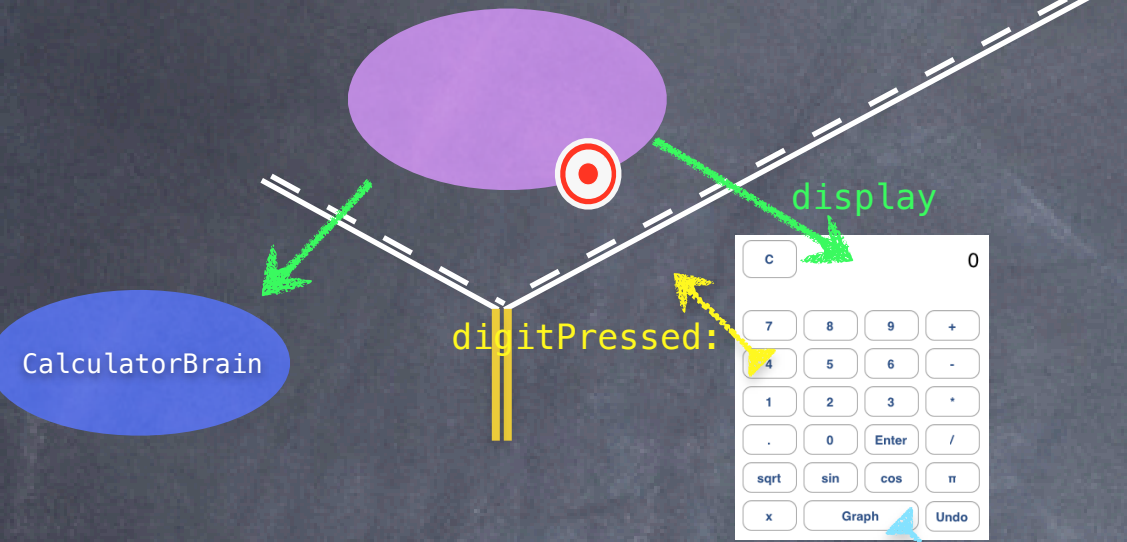 display
C 0
7 8 9 +
digitPressed:
4 5 6 -
CalculatorBrain
1 2 3 *
. 0 Enter /
sqrt sin cos π
x Graph Undo